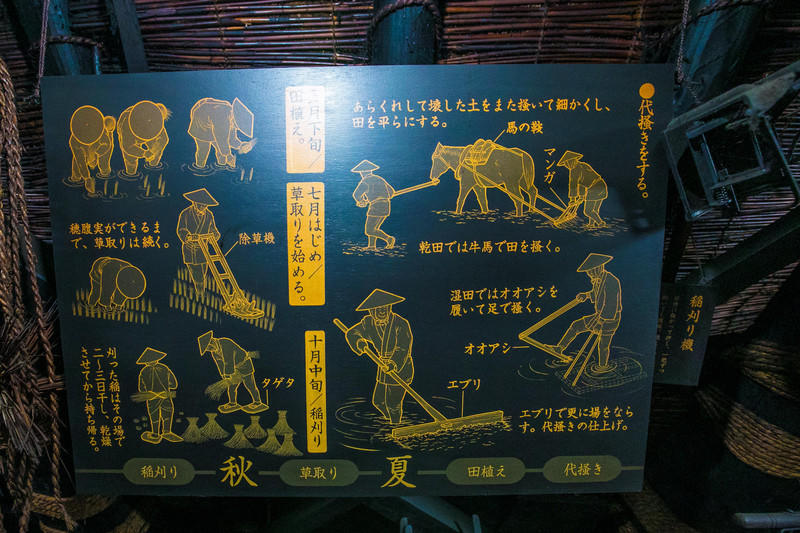 ●代掻きをする。
あらくれして壊した土をまた掻いて細かくし、
田を平らにする。
馬の鞍
マンガ
乾田では牛馬で田を掻く。
湿田ではオオアシを
履いて足で掻く。
オオアシ
エブリ
エブリで更に場をなら
す。代掻きの仕上げ。
月下旬/
田植え。
七月はじめ/
草取りを始める。
穂腹実ができるま
で、草取りは続く。
除草機
十月中旬/稲刈り
タゲタ
刈った稲はその場で
二〜三日干し、乾燥
させてから持ち帰る。
稲刈り
秋
草取り
夏
田植え
代掻き
稲刈り機